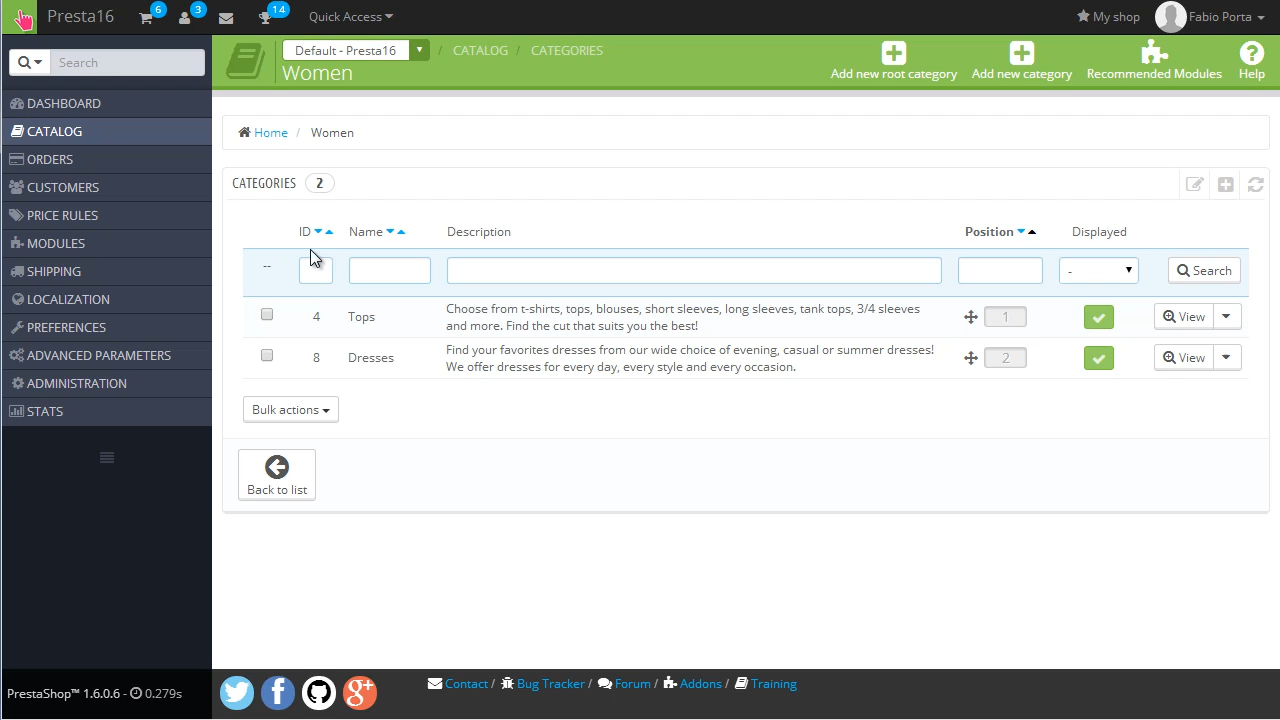 Presta16 6 3 14 Quick Access My shop Fabio Porta
Search
Default - Presta16 / CATALOG / CATEGORIES
Women
Add new root category Add new category Recommended Modules Help
DASHBOARD
CATALOG
ORDERS
CUSTOMERS
PRICE RULES
MODULES
SHIPPING
LOCALIZATION
PREFERENCES
ADVANCED PARAMETERS
ADMINISTRATION
STATS
Home / Women
CATEGORIES 2
ID Name Description Position Displayed
-- - Search
4 Tops Choose from t-shirts, tops, blouses, short sleeves, long sleeves, tank tops, 3/4 sleeves 1 View
and more. Find the cut that suits you the best!
8 Dresses Find your favorites dresses from our wide choice of evening, casual or summer dresses! 2 View
We offer dresses for every day, every style and every occasion.
Bulk actions
Back to list
PrestaShop™ 1.6.0.6 - 0.279s
Contact / Bug Tracker / Forum / Addons / Training